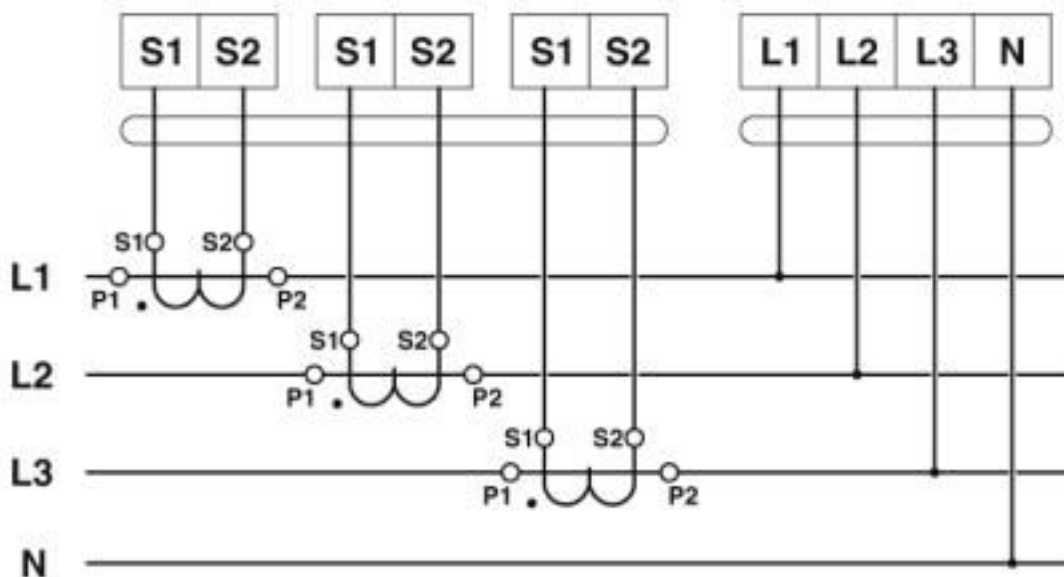 S1 S2 S1 S2 S1 S2 L1 L2 L3 N
S1 S2
L1
P1 P2
S1 S2
L2
P1 P2
S1 S2
L3
P1 P2
N